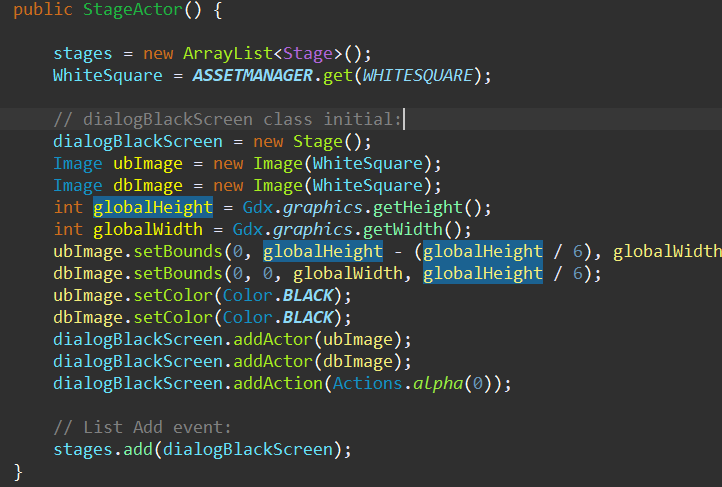 public StageActor() {
stages = new ArrayList<Stage>();
WhiteSquare = ASSETMANAGER.get(WHITESQUARE);
// dialogBlackScreen class initial:
dialogBlackScreen = new Stage();
Image ubImage = new Image(WhiteSquare);
Image dbImage = new Image(WhiteSquare);
int globalHeight = Gdx.graphics.getHeight();
int globalWidth = Gdx.graphics.getWidth();
ubImage.setBounds(0, globalHeight - (globalHeight / 6), globalWidth
dbImage.setBounds(0, 0, globalWidth, globalHeight / 6);
ubImage.setColor(Color.BLACK);
dbImage.setColor(Color.BLACK);
dialogBlackScreen.addActor(ubImage);
dialogBlackScreen.addActor(dbImage);
dialogBlackScreen.addAction(Actions.alpha(0));
// List Add event:
stages.add(dialogBlackScreen);
}